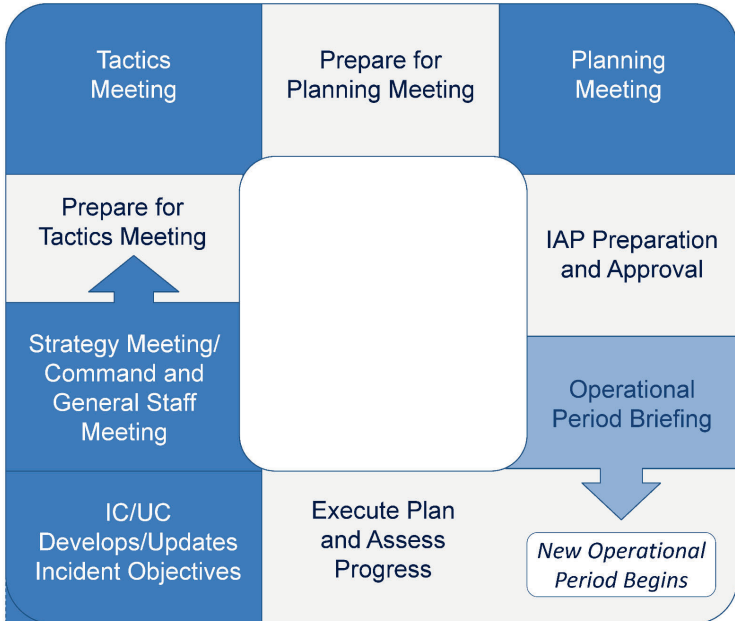 Tactics
Meeting
Prepare for
Planning Meeting
Planning
Meeting
Prepare for
Tactics Meeting
IAP Preparation
and Approval
Strategy Meeting/
Command and
General Staff
Meeting
Operational
Period Briefing
IC/UC
Develops/Updates
Incident Objectives
Execute Plan
and Assess
Progress
New Operational
Period Begins